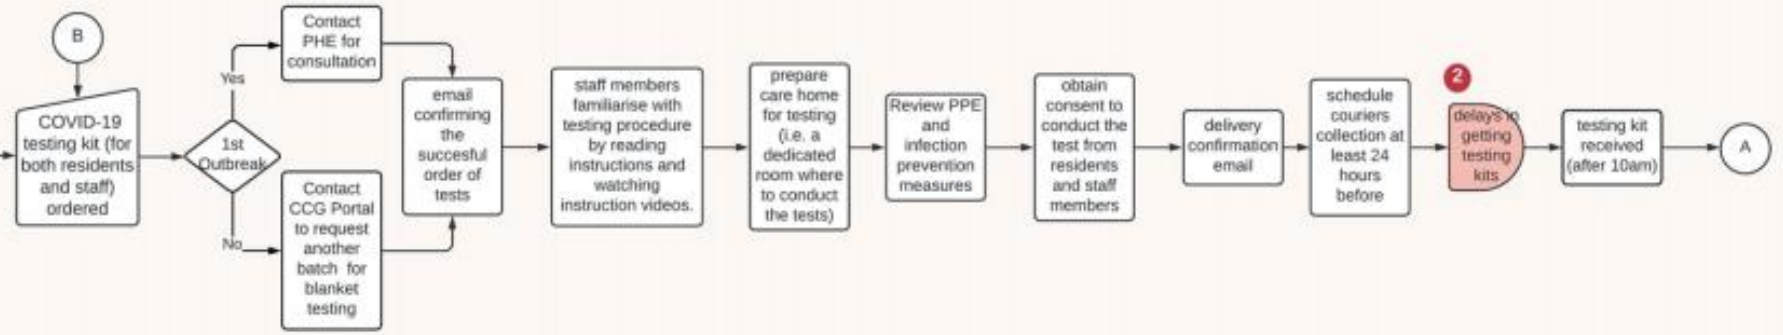 B
COVID-19
testing kit (for
both residents
and staff)
ordered
1st
Outbreak
Yes
No
Contact
PHE for
consultation
Contact
CCG Portal
to request
another
batch for
blanket
testing
email
confirming
the
succesful
order of
tests
staff members
familiarise with
testing procedure
by reading
instructions and
watching
instruction videos.
prepare
care home
for testing
(i.e. a
dedicated
room where
to conduct
the tests)
Review PPE
and
infection
prevention
measures
obtain
consent to
conduct the
test from
residents
and staff
members
delivery
confirmation
email
schedule
couriers
collection at
least 24
hours
before
2
delays in
getting
testing
kits
testing kit
received
(after 10am)
A